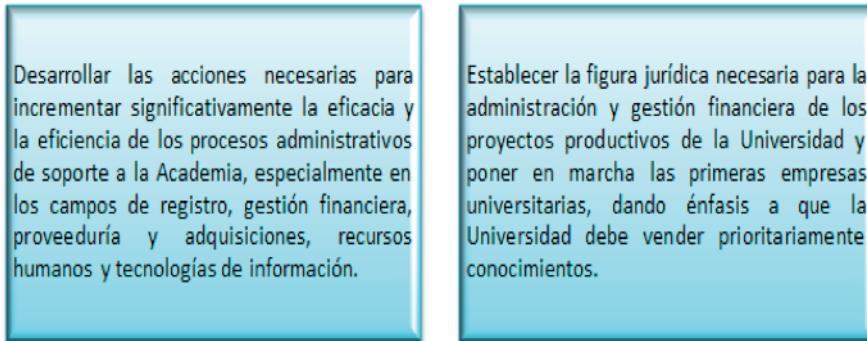 Desarrollar las acciones necesarias para
incrementar significativamente la eficacia y
la eficiencia de los procesos administrativos
de soporte a la Academia, especialmente en
los campos de registro, gestión financiera,
proveeduría y adquisiciones, recursos
humanos y tecnologías de información.
Establecer la figura jurídica necesaria para la
administración y gestión financiera de los
proyectos productivos de la Universidad y
poner en marcha las primeras empresas
universitarias, dando énfasis a que la
Universidad debe vender prioritariamente
conocimientos.